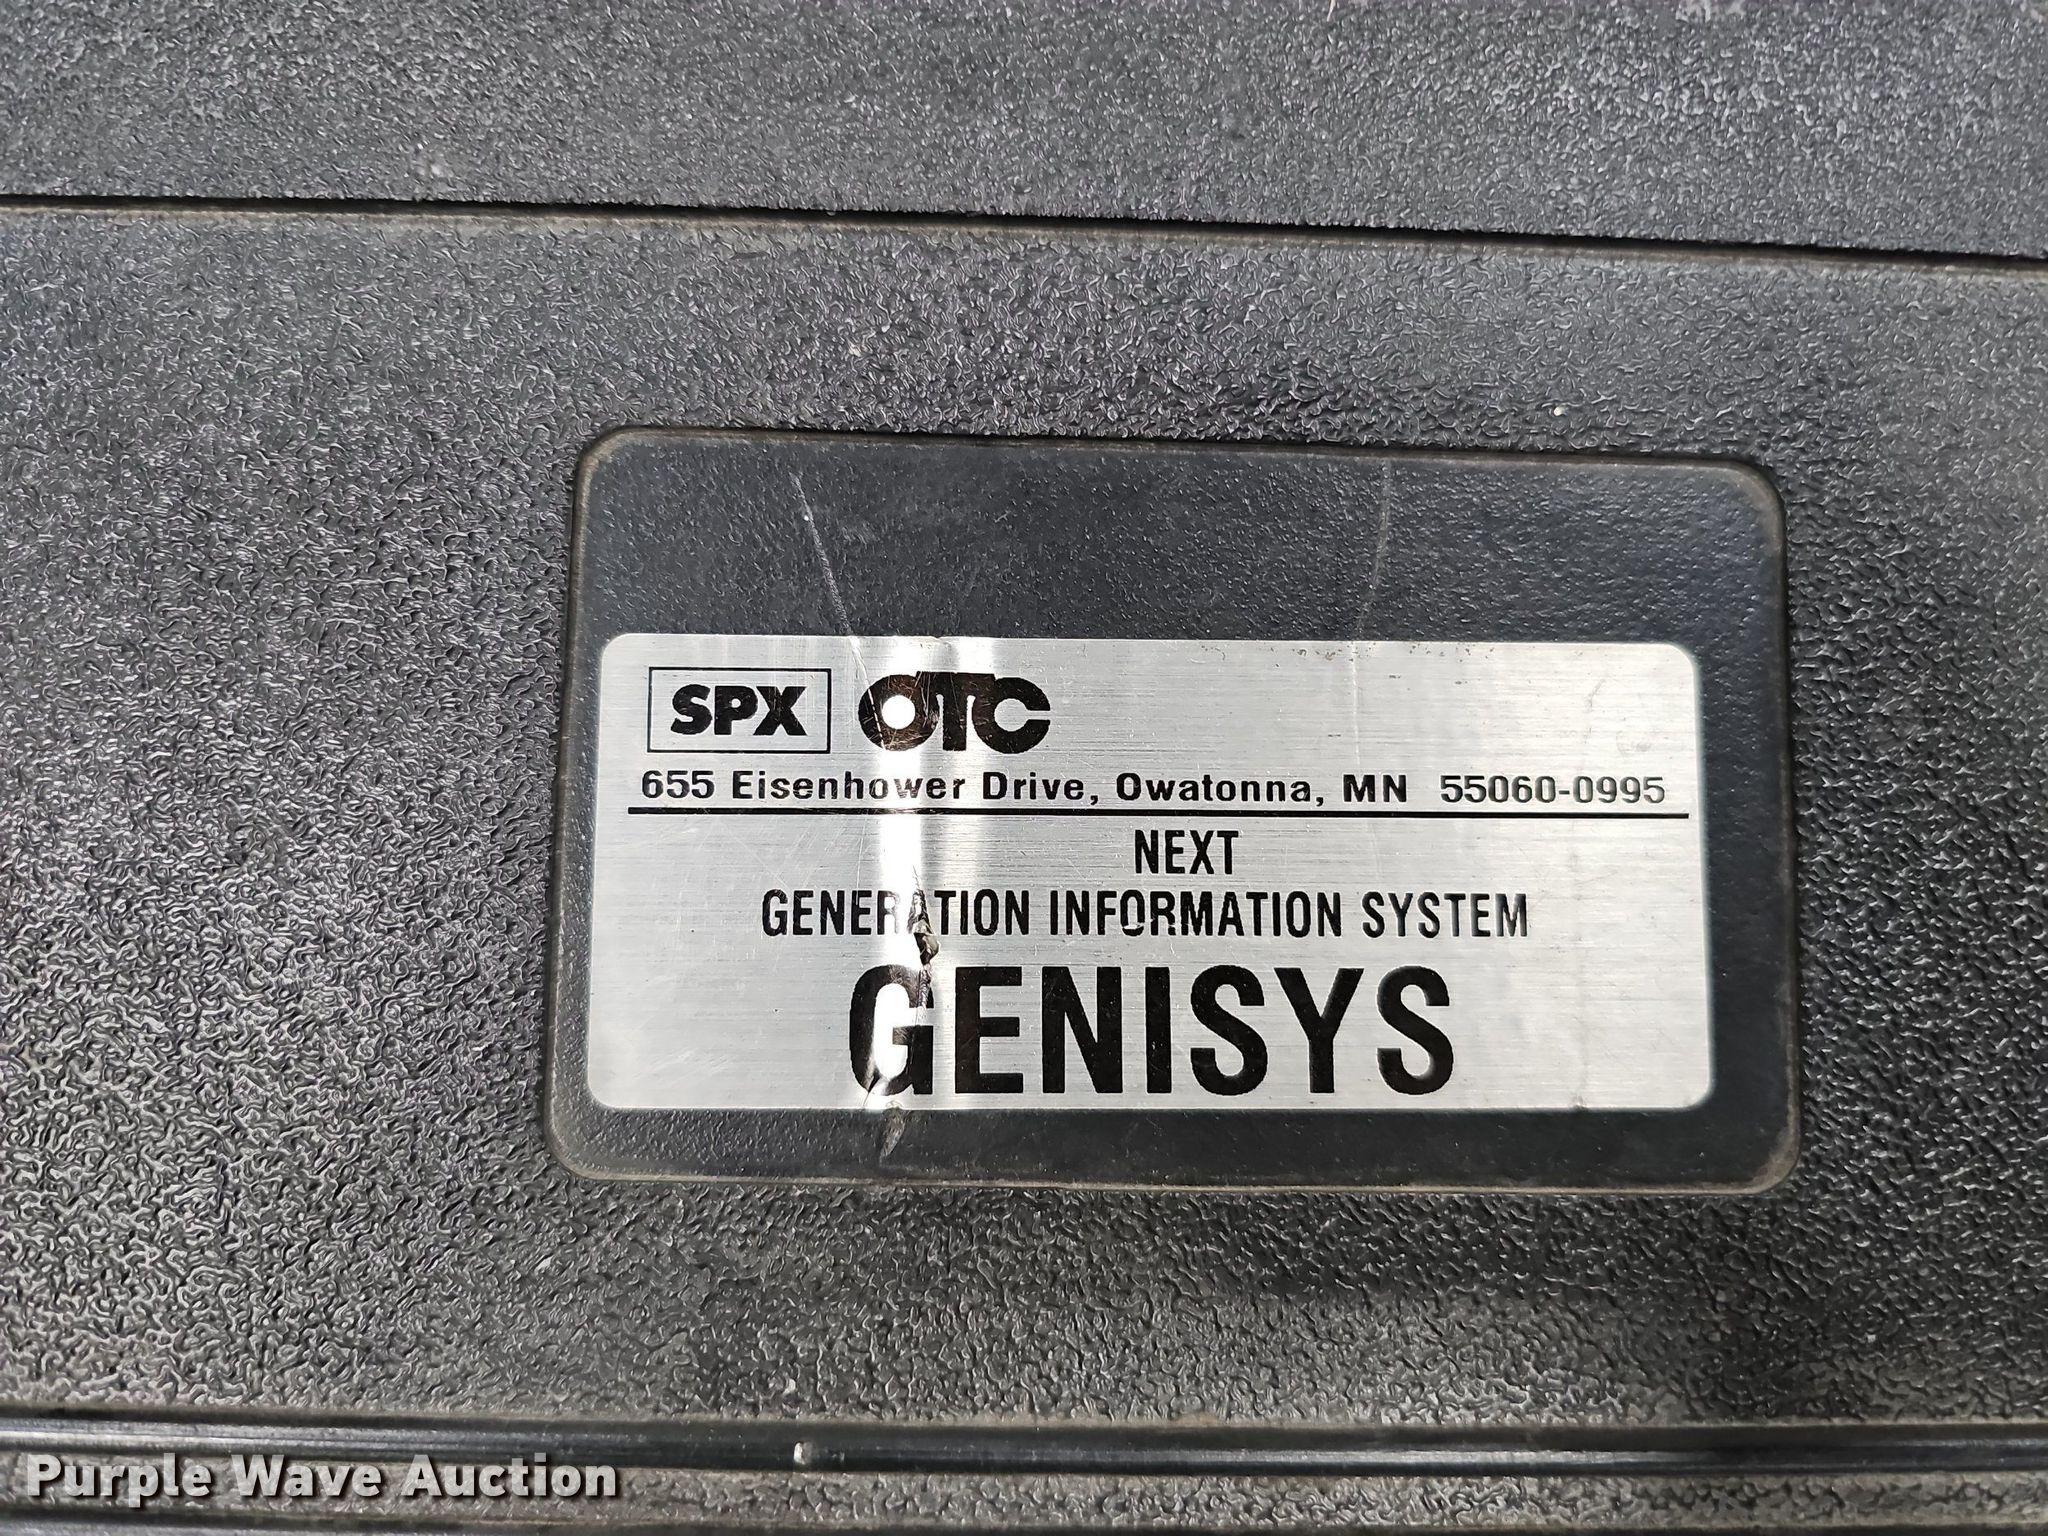 SPX OTC
655 Eisenhower Drive, Owatonna, MN 55060-0995
NEXT
GENERATION INFORMATION SYSTEM
GENISYS
Purple Wave Auction